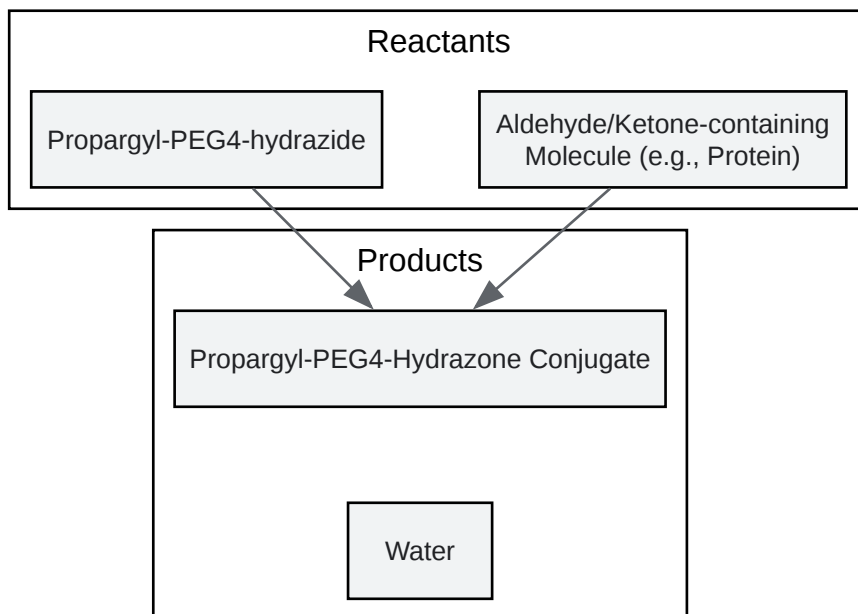 Reactants
Propargyl-PEG4-hydrazide
Aldehyde/Ketone-containing
Molecule (e.g., Protein)
Products
Propargyl-PEG4-Hydrazone Conjugate
Water